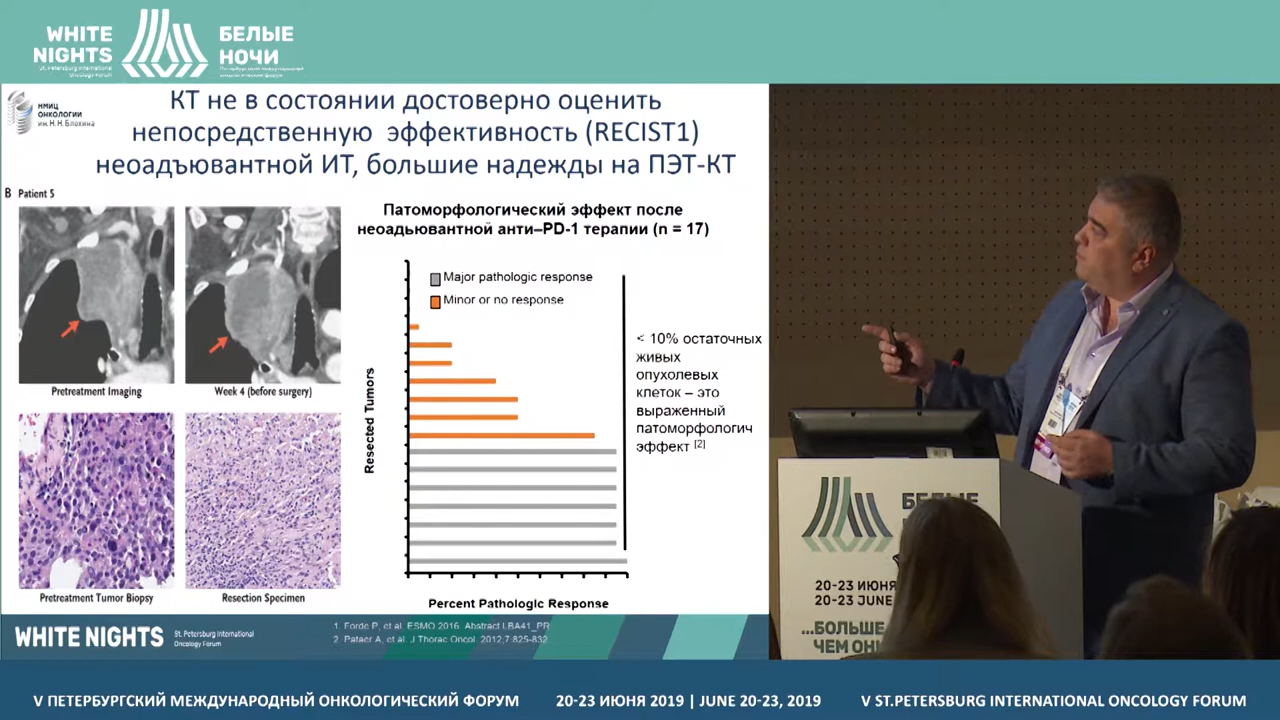 WHITE
NIGHTS
St. Petersburg International
Oncology Forum
БЕЛЫЕ
НОЧИ
Петербургский международный
онкологический форум
НМИЦ
ОНКОЛОГИИ
им. Н. Н. Блохина
КТ не в состоянии достоверно оценить
непосредственную эффективность (RECIST1)
неоадъювантной ИТ, большие надежды на ПЭТ-КТ
B Patient 5
Pretreatment Imaging
Week 4 (before surgery)
Pretreatment Tumor Biopsy
Resection Specimen
Патоморфологический эффект после
неоадьювантной анти–PD-1 терапии (n = 17)
Major pathologic response
Minor or no response
Resected Tumors
Percent Pathologic Response
< 10% остаточных
живых
опухолевых
клеток – это
выраженный
патоморфологич
эффект [2]
WHITE NIGHTS
St. Petersburg International
Oncology Forum
1. Forde P, et al. ESMO 2016. Abstract LBA41_PR
2. Pataer A, et al. J Thorac Oncol. 2012;7:825-832
БЕЛЫЕ
20-23 ИЮНЯ
20-23 JUNE
...БОЛЬШЕ
ЧЕМ ОН
V ПЕТЕРБУРГСКИЙ МЕЖДУНАРОДНЫЙ ОНКОЛОГИЧЕСКИЙ ФОРУМ
20-23 ИЮНЯ 2019 | JUNE 20-23, 2019
V ST.PETERSBURG INTERNATIONAL ONCOLOGY FORUM